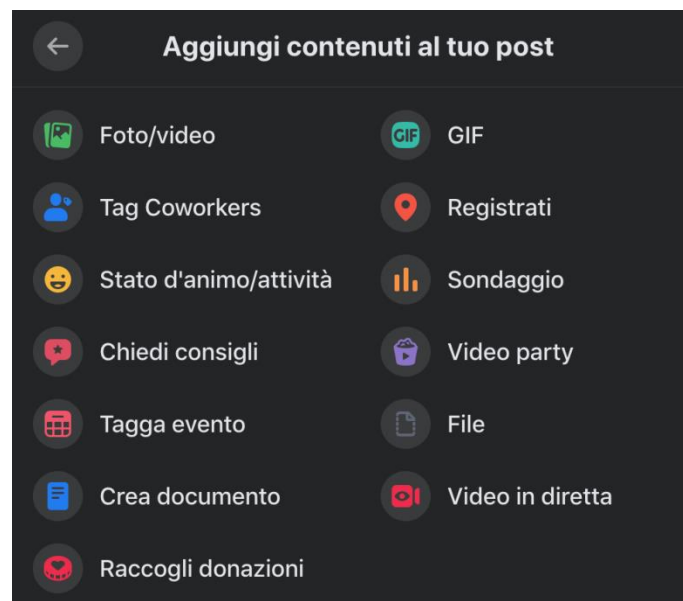 Aggiungi contenuti al tuo post
Foto/video
GIF
GIF
Tag Coworkers
Registrati
Stato d'animo/attività
Sondaggio
Chiedi consigli
Video party
Tagga evento
File
Crea documento
Video in diretta
Raccogli donazioni